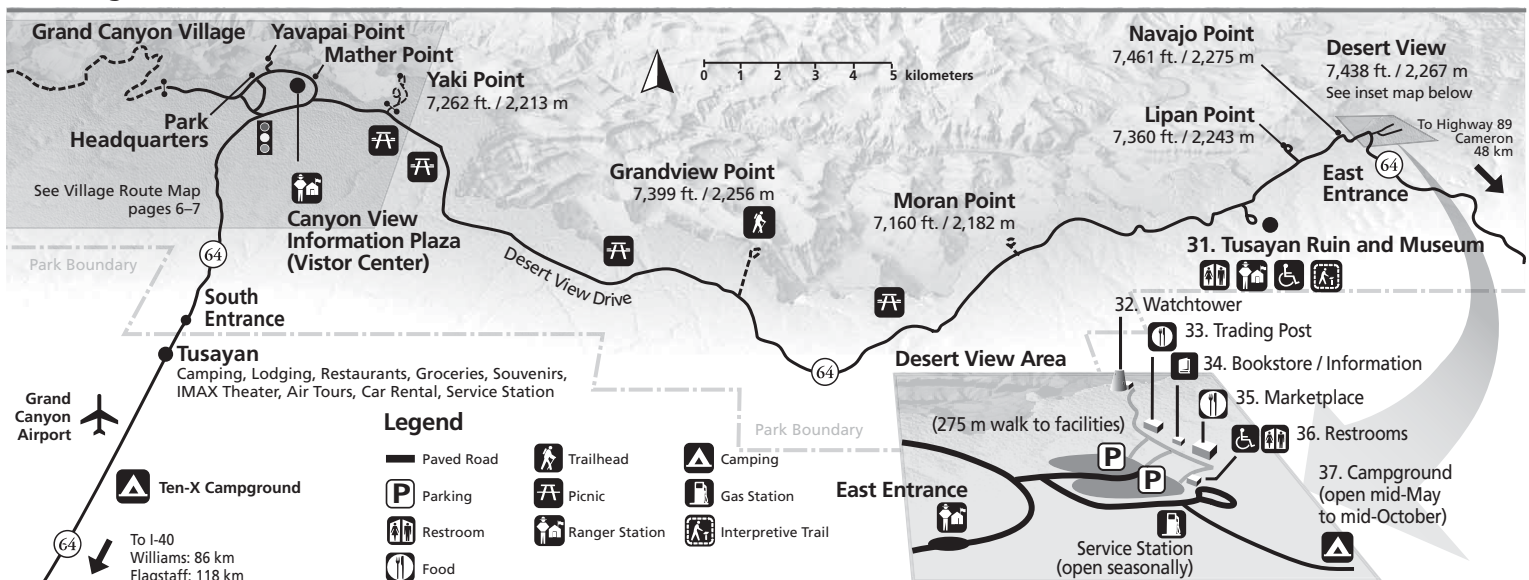 Grand Canyon Village
Yavapai Point
Mather Point
Yaki Point
7,262 ft. / 2,213 m
Park
Headquarters
See Village Route Map
pages 6–7
Canyon View
Information Plaza
(Vistor Center)
0 1 2 3 4 5 kilometers
Navajo Point
7,461 ft. / 2,275 m
Desert View
7,438 ft. / 2,267 m
See inset map below
Lipan Point
7,360 ft. / 2,243 m
To Highway 89
Cameron
48 km
64
East
Entrance
Grandview Point
7,399 ft. / 2,256 m
Moran Point
7,160 ft. / 2,182 m
31. Tusayan Ruin and Museum
64
Park Boundary
Desert View Drive
South
Entrance
Tusayan
Camping, Lodging, Restaurants, Groceries, Souvenirs,
IMAX Theater, Air Tours, Car Rental, Service Station
64
Grand
Canyon
Airport
Ten-X Campground
64
To I-40
Williams: 86 km
Flagstaff: 118 km
Legend
Paved Road
P Parking
Restroom
Food
Trailhead
Picnic
Ranger Station
Camping
Gas Station
Interpretive Trail
Park Boundary
Desert View Area
32. Watchtower
33. Trading Post
34. Bookstore / Information
35. Marketplace
36. Restrooms
(275 m walk to facilities)
P
P
East Entrance
Service Station
(open seasonally)
37. Campground
(open mid-May
to mid-October)